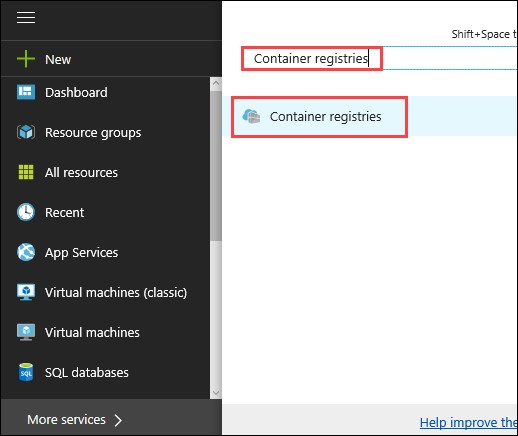 New
Dashboard
Resource groups
All resources
Recent
App Services
Virtual machines (classic)
Virtual machines
SQL
SQL databases
More services
Shift+Space t
Container registries
Container registries
Help improve the